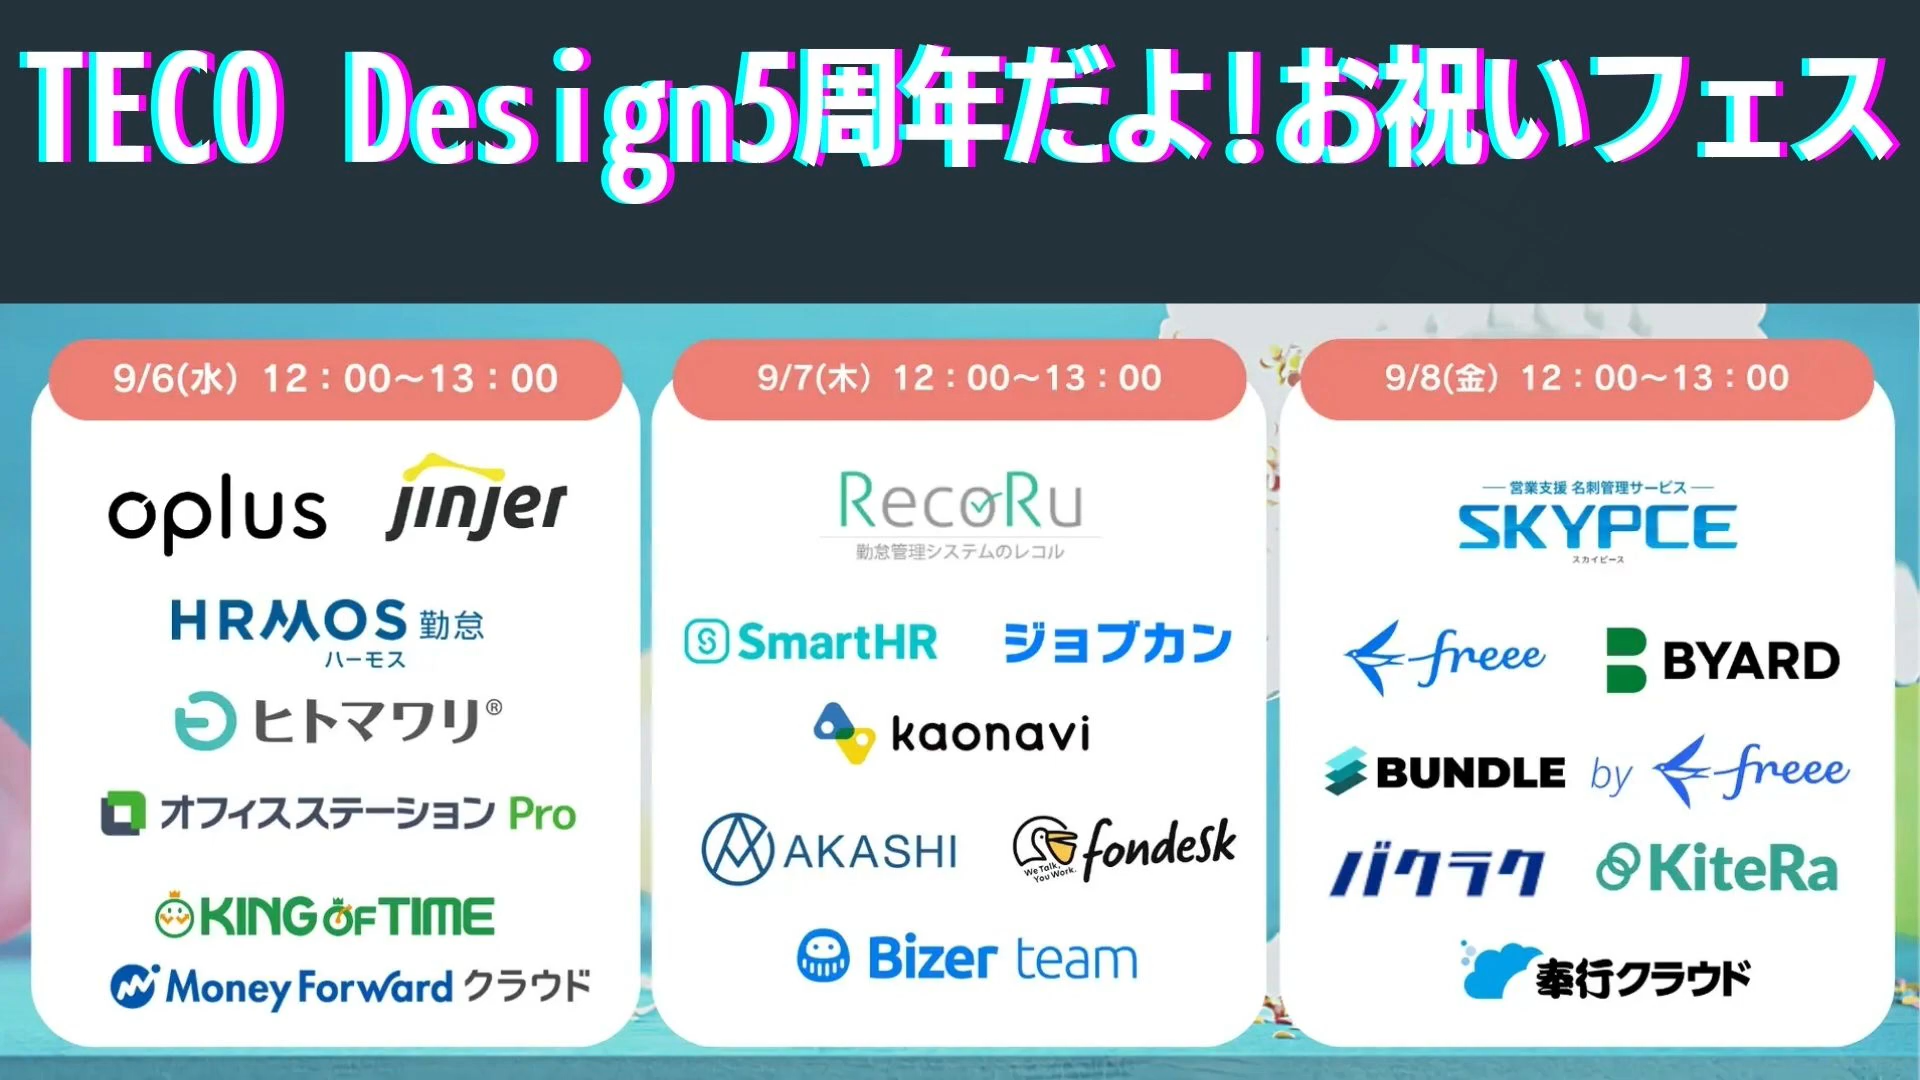 TECO Design5周年だよ!お祝いフェス
9/6(水) 12:00~13:00
oplus
jinjer
HRMOS 勤怠
ハーモス
ヒトマワリ®
オフィスステーション Pro
KING OF TIME
Money Forward クラウド
9/7(木) 12:00~13:00
RecoRu
勤怠管理システムのレコル
SmartHR
ジョブカン
kaonavi
AKASHI
fondesk
We Talk,
You Work.
Bizer team
9/8(金) 12:00~13:00
営業支援 名刺管理サービス
SKYPCE
スカイピース
freee
BYARD
BUNDLE by freee
バクラク
KiteRa
奉行クラウド